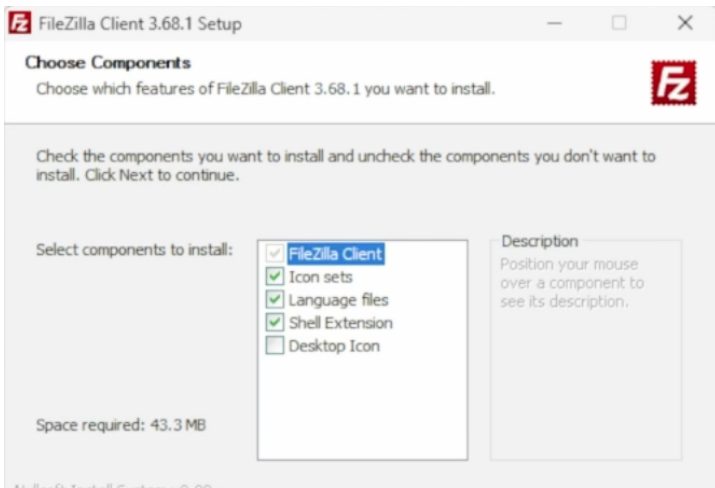 FileZilla Client 3.68.1 Setup
Choose Components
Choose which features of FileZilla Client 3.68.1 you want to install.
Fz
Check the components you want to install and uncheck the components you don't want to
install. Click Next to continue.
Select components to install:
FileZilla Client
Icon sets
Language files
Shell Extension
Desktop Icon
Description
Position your mouse
over a component to
see its description.
Space required: 43.3 MB